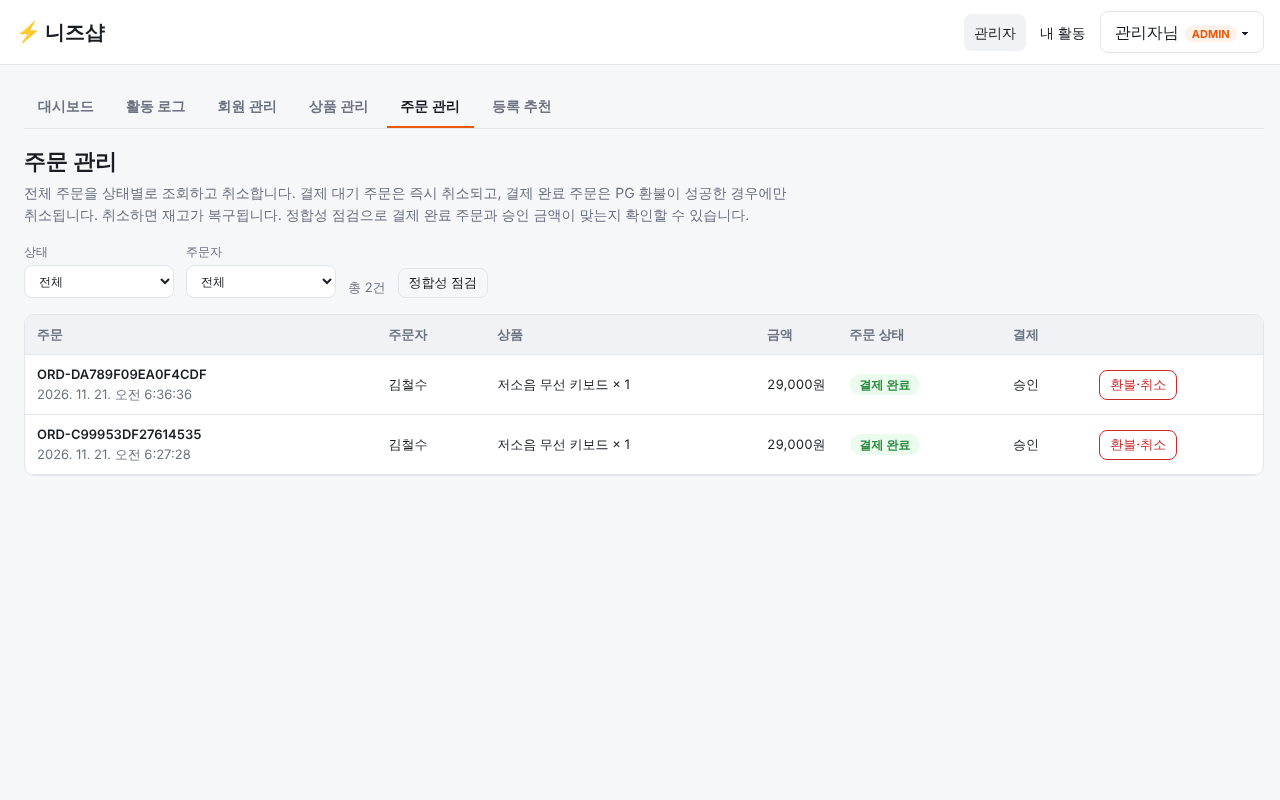 ⚡ 니즈샵
관리자 내 활동 관리자님 ADMIN
대시보드 활동 로그 회원 관리 상품 관리 주문 관리 등록 추천
주문 관리
전체 주문을 상태별로 조회하고 취소합니다. 결제 대기 주문은 즉시 취소되고, 결제 완료 주문은 PG 환불이 성공한 경우에만
취소됩니다. 취소하면 재고가 복구됩니다. 정합성 점검으로 결제 완료 주문과 승인 금액이 맞는지 확인할 수 있습니다.
상태 주문자
전체 전체 총 2건 정합성 점검
주문 주문자 상품 금액 주문 상태 결제
ORD-DA789F09EA0F4CDF
2026. 11. 21. 오전 6:36:36
김철수 저소음 무선 키보드 × 1 29,000원 결제 완료 승인 환불·취소
ORD-C99953DF27614535
2026. 11. 21. 오전 6:27:28
김철수 저소음 무선 키보드 × 1 29,000원 결제 완료 승인 환불·취소